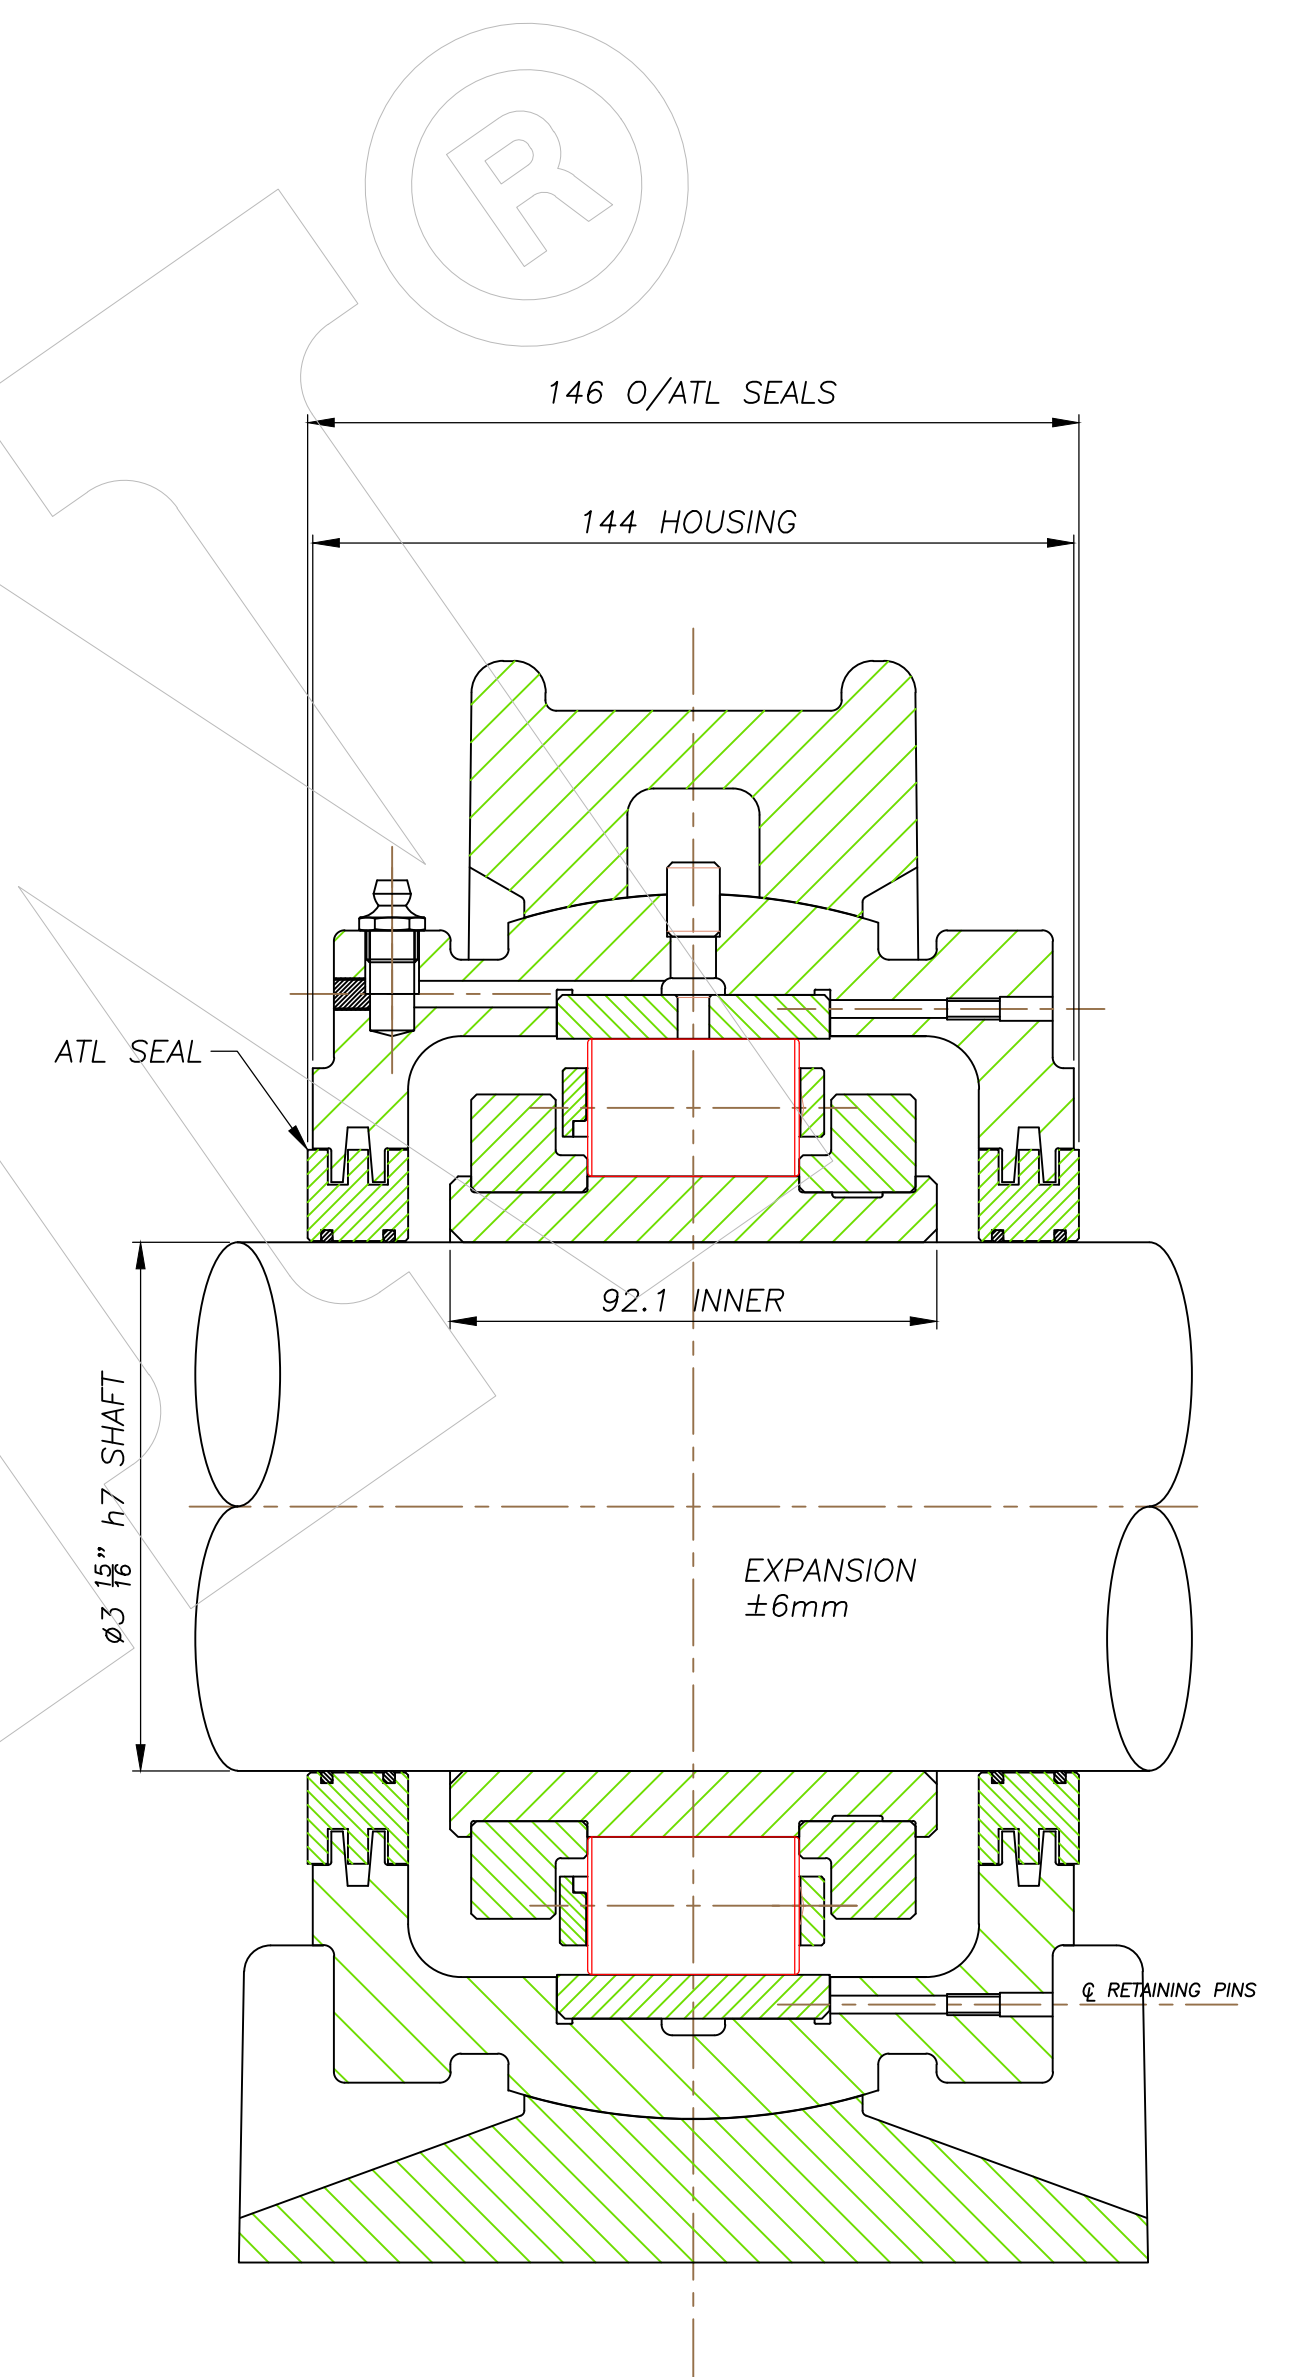 ®
146 O/ATL SEALS
144 HOUSING
ATL SEAL
92.1 INNER
ø3 15/16” h7 SHAFT
EXPANSION
±6mm
℄ RETAINING PINS